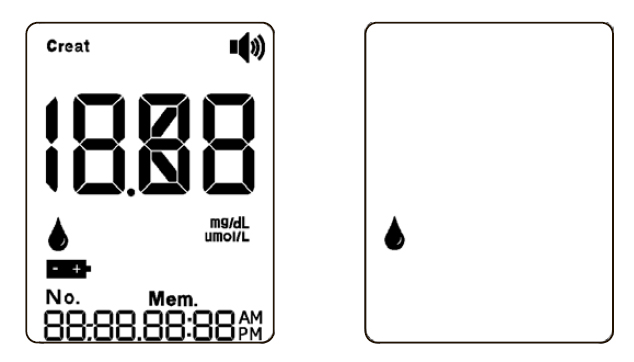 Creat
18.88
mg/dL
umol/L
- +
No. Mem.
88:88.88:88 AM
PM